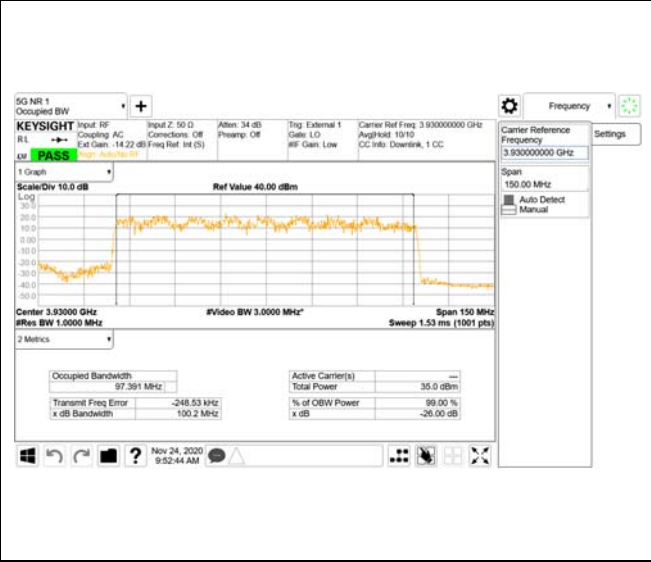 5G NR 1
Occupied BW
Frequency
KEYSIGHT Input: RF Input Z: 50 Ω Atten: 34 dB Trig: External 1 Carrier Ref Freq: 3.930000000 GHz
RL Coupling: AC Corrections: Off Preamp: Off Gate: LO Avg|Hold: 10/10
Ext Gain: -14.22 dB Freq Ref: Int (S) #IF Gain: Low CC Info: Downlink, 1 CC
PASS Align: Auto/No RF
Carrier Reference
Frequency
3.930000000 GHz
Settings
Span
150.00 MHz
Auto Detect
Manual
1 Graph
Scale/Div 10.0 dB Ref Value 40.00 dBm
Log
30.0
20.0
10.0
0.00
-10.0
-20.0
-30.0
-40.0
-50.0
Center 3.93000 GHz #Video BW 3.0000 MHz* Span 150 MHz
#Res BW 1.0000 MHz Sweep 1.53 ms (1001 pts)
2 Metrics
Occupied Bandwidth
97.391 MHz
Transmit Freq Error -248.53 kHz
x dB Bandwidth 100.2 MHz
Active Carrier(s) —
Total Power 35.0 dBm
% of OBW Power 99.00 %
x dB -26.00 dB
Nov 24, 2020
9:52:44 AM